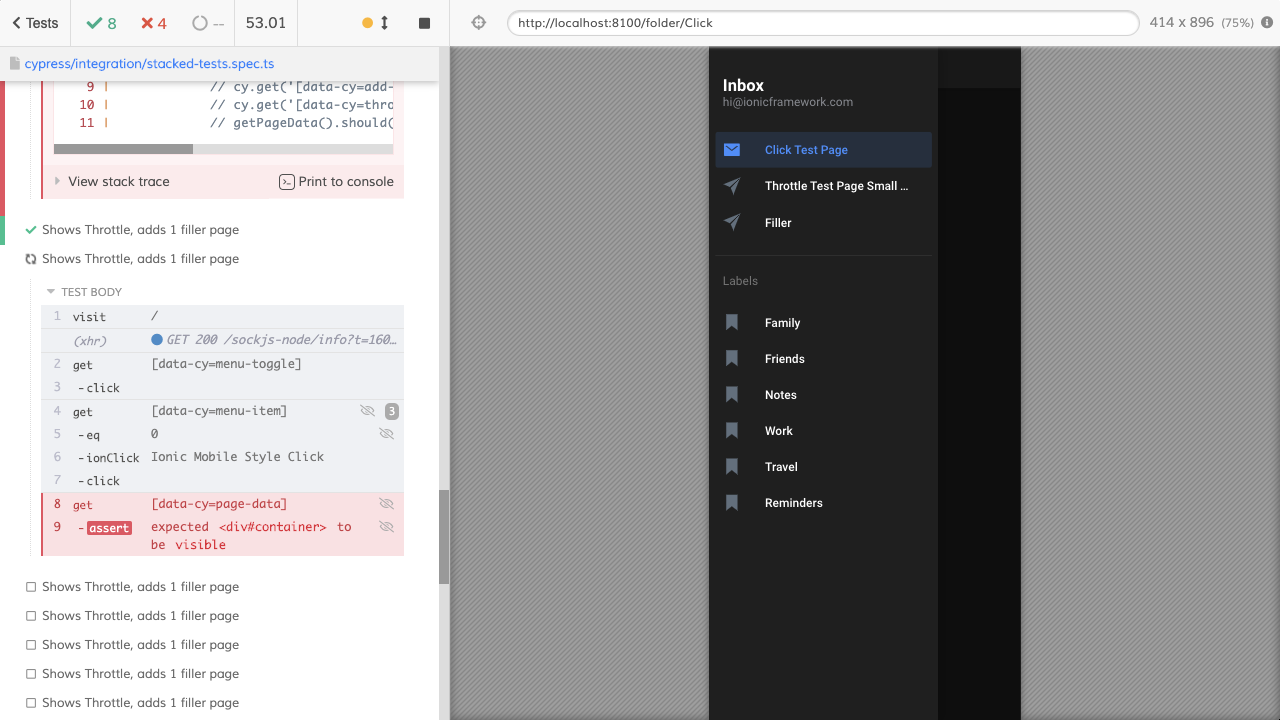 Tests
8
4
--
53.01
http://localhost:8100/folder/Click
414 x 896 (75%)
cypress/integration/stacked-tests.spec.ts
9 | // cy.get('[data-cy=add-
10 | // cy.get('[data-cy=thro
11 | // getPageData().should(
View stack trace
Print to console
Shows Throttle, adds 1 filler page
Shows Throttle, adds 1 filler page
TEST BODY
1 visit /
(xhr) GET 200 /sockjs-node/info?t=160…
2 get [data-cy=menu-toggle]
3 -click
4 get [data-cy=menu-item] 3
5 -eq 0
6 -ionClick Ionic Mobile Style Click
7 -click
8 get [data-cy=page-data]
9 -assert expected <div#container> to
be visible
Shows Throttle, adds 1 filler page
Shows Throttle, adds 1 filler page
Shows Throttle, adds 1 filler page
Shows Throttle, adds 1 filler page
Shows Throttle, adds 1 filler page
Inbox
hi@ionicframework.com
Click Test Page
Throttle Test Page Small ...
Filler
Labels
Family
Friends
Notes
Work
Travel
Reminders